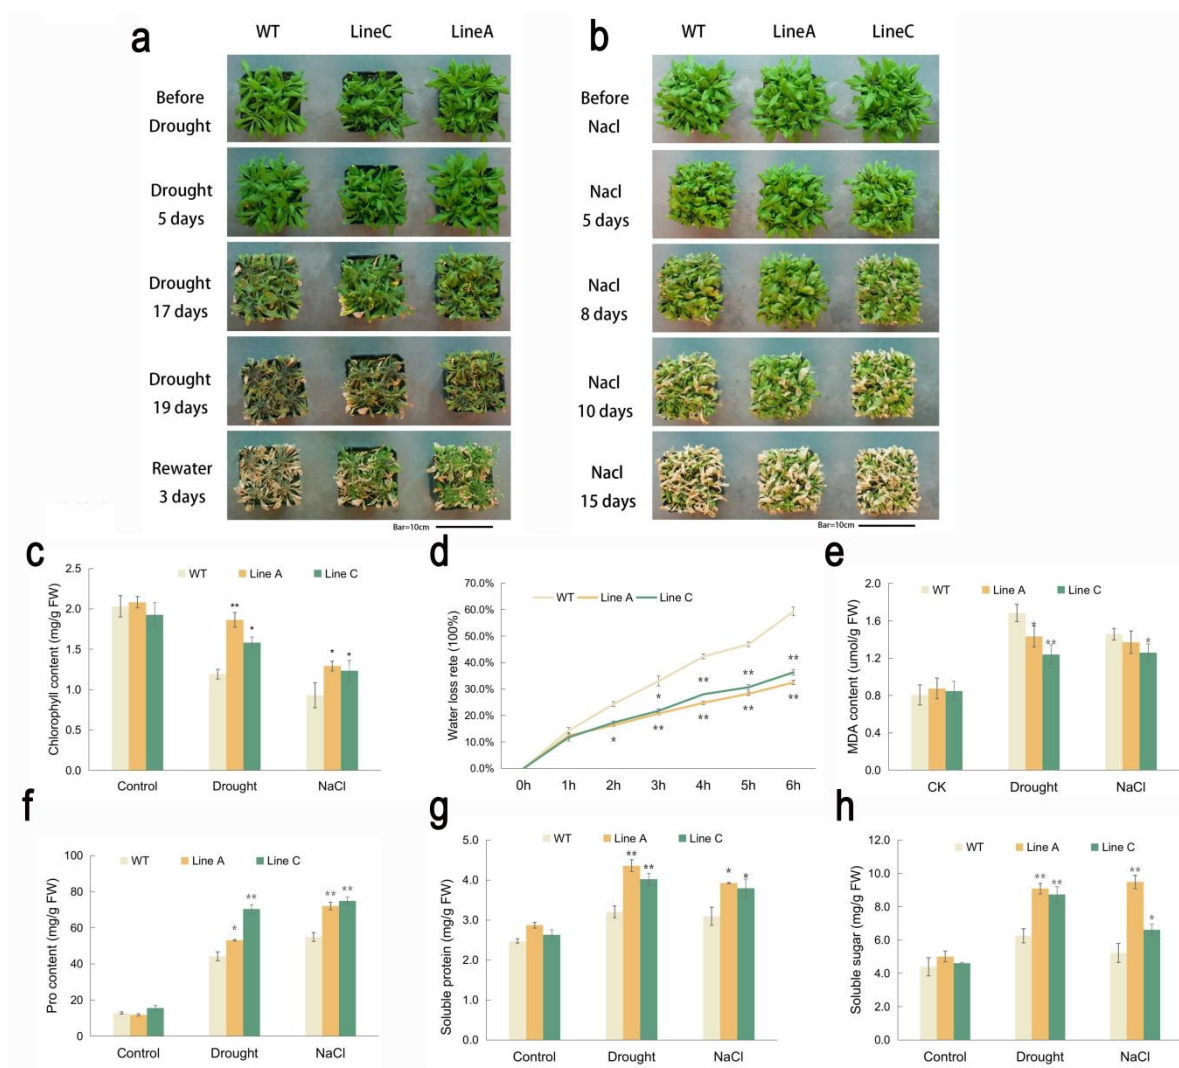 a
WT LineC LineA
Before
Drought
Drought
5 days
Drought
17 days
Drought
19 days
Rewater
3 days
Bar=10cm
b
WT LineA LineC
Before
Nacl
Nacl
5 days
Nacl
8 days
Nacl
10 days
Nacl
15 days
Bar=10cm
c
WT Line A Line C
Chlorophyll content (mg/g FW)
2.5
2.0
1.5
1.0
0.5
0.0
** * * *
Control Drought NaCl
d
WT Line A Line C
Water loss rete (100%)
70.0%
60.0%
50.0%
40.0%
30.0%
20.0%
10.0%
0.0%
* ** ** **
* ** ** ** **
0h 1h 2h 3h 4h 5h 6h
e
WT Line A Line C
MDA content (umol/g FW)
2.0
1.6
1.2
0.8
0.4
0.0
* ** *
CK Drought NaCl
f
WT Line A Line C
Pro content (mg/g FW)
100
80
60
40
20
0
* ** ** **
Control Drought NaCl
g
WT Line A Line C
Soluble protein (mg/g FW)
5.0
4.0
3.0
2.0
1.0
0.0
** ** * *
Control Drought NaCl
h
WT Line A Line C
Soluble sugar (mg/g FW)
12.0
10.0
8.0
6.0
4.0
2.0
0.0
** ** ** *
Control Drought NaCl